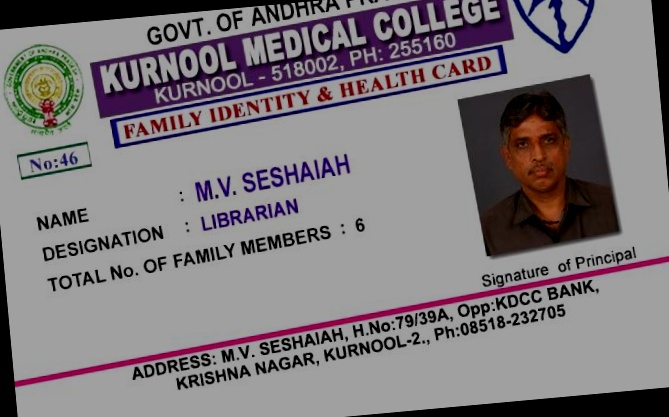 GOVT. OF ANDHRA PRA
KURNOOL MEDICAL COLLEGE
KURNOOL - 518002, PH: 255160
FAMILY IDENTITY & HEALTH CARD
No:46
NAME : M.V. SESHAIAH
DESIGNATION : LIBRARIAN
TOTAL No. OF FAMILY MEMBERS : 6
Signature of Principal
ADDRESS: M.V. SESHAIAH, H.No:79/39A, Opp:KDCC BANK,
KRISHNA NAGAR, KURNOOL-2., Ph:08518-232705